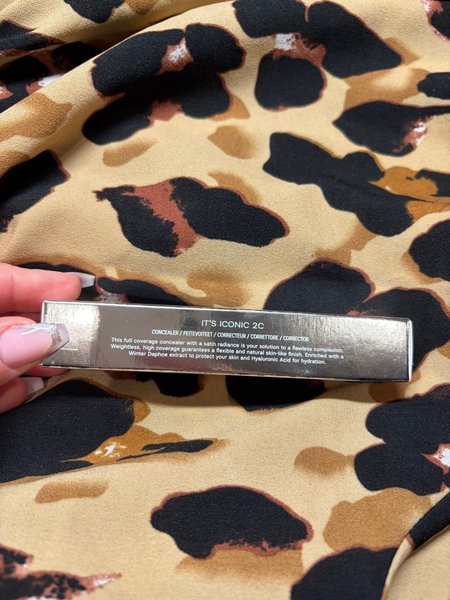 IT'S ICONIC 2C
CONCEALER / PEITEVOITEET / CORRECTEUR / CORRETTORE / CORRECTOR
This full coverage concealer with a satin radiance is your solution to a flawless complexion.
Weightless, high coverage guarantees a flexible and natural skin-like finish. Enriched with
Winter Daphne extract to protect your skin and Hyaluronic Acid for hydration.